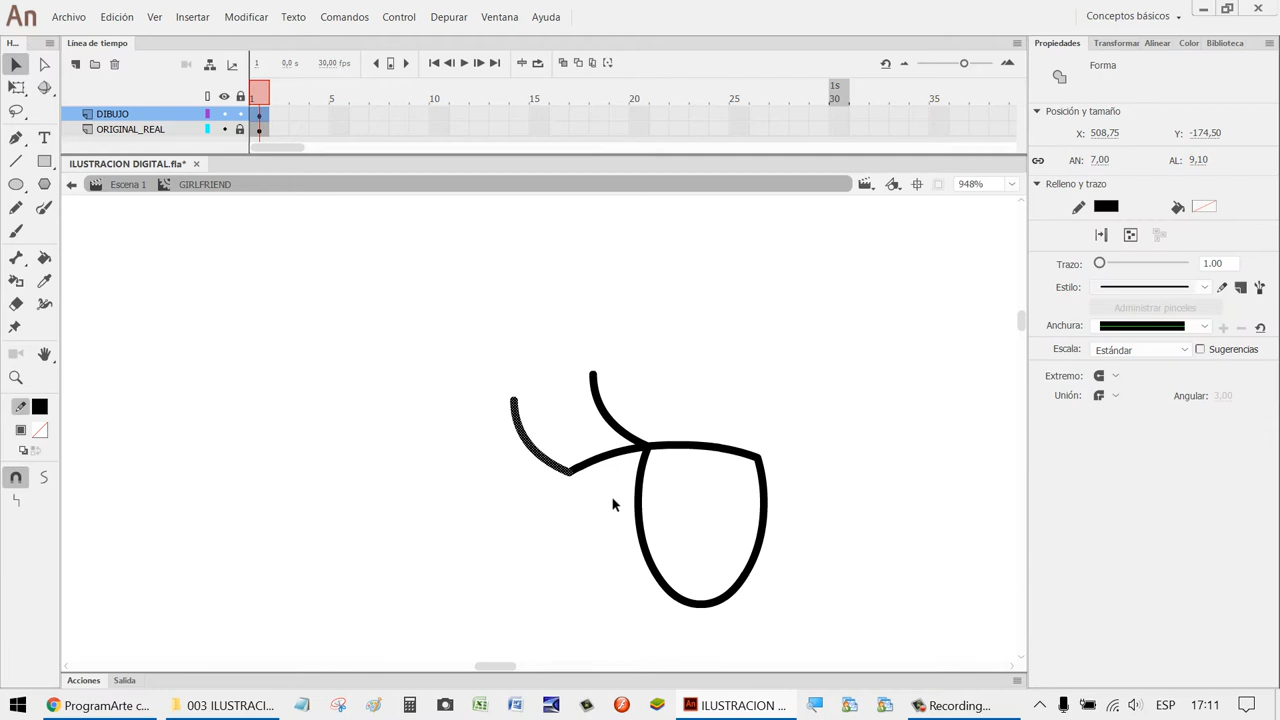 An Archivo Edición Ver Insertar Modificar Texto Comandos Control Depurar Ventana Ayuda Conceptos básicos
H... Línea de tiempo Propiedades Transformar Alinear Color Biblioteca
1 0,0 s 30,00 fps Forma
1s
1 5 10 15 20 25 30 35
Posición y tamaño
DIBUJO
ORIGINAL_REAL
X: 508,75 Y: -174,50
AN: 7,00 AL: 9,10
ILUSTRACION DIGITAL.fla*
Escena 1 GIRLFRIEND 948%
Relleno y trazo
Trazo: 1.00
Estilo:
Administrar pinceles
Anchura:
Escala: Estándar Sugerencias
Extremo:
Unión: Angular: 3,00
Acciones Salida
ProgramArte c... 003 ILUSTRACI... ILUSTRACION ... Recording... ESP 17:11